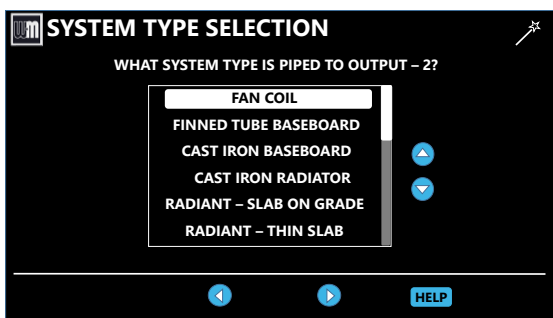 wm SYSTEM TYPE SELECTION
WHAT SYSTEM TYPE IS PIPED TO OUTPUT – 2?
FAN COIL
FINNED TUBE BASEBOARD
CAST IRON BASEBOARD
CAST IRON RADIATOR
RADIANT – SLAB ON GRADE
RADIANT – THIN SLAB
HELP